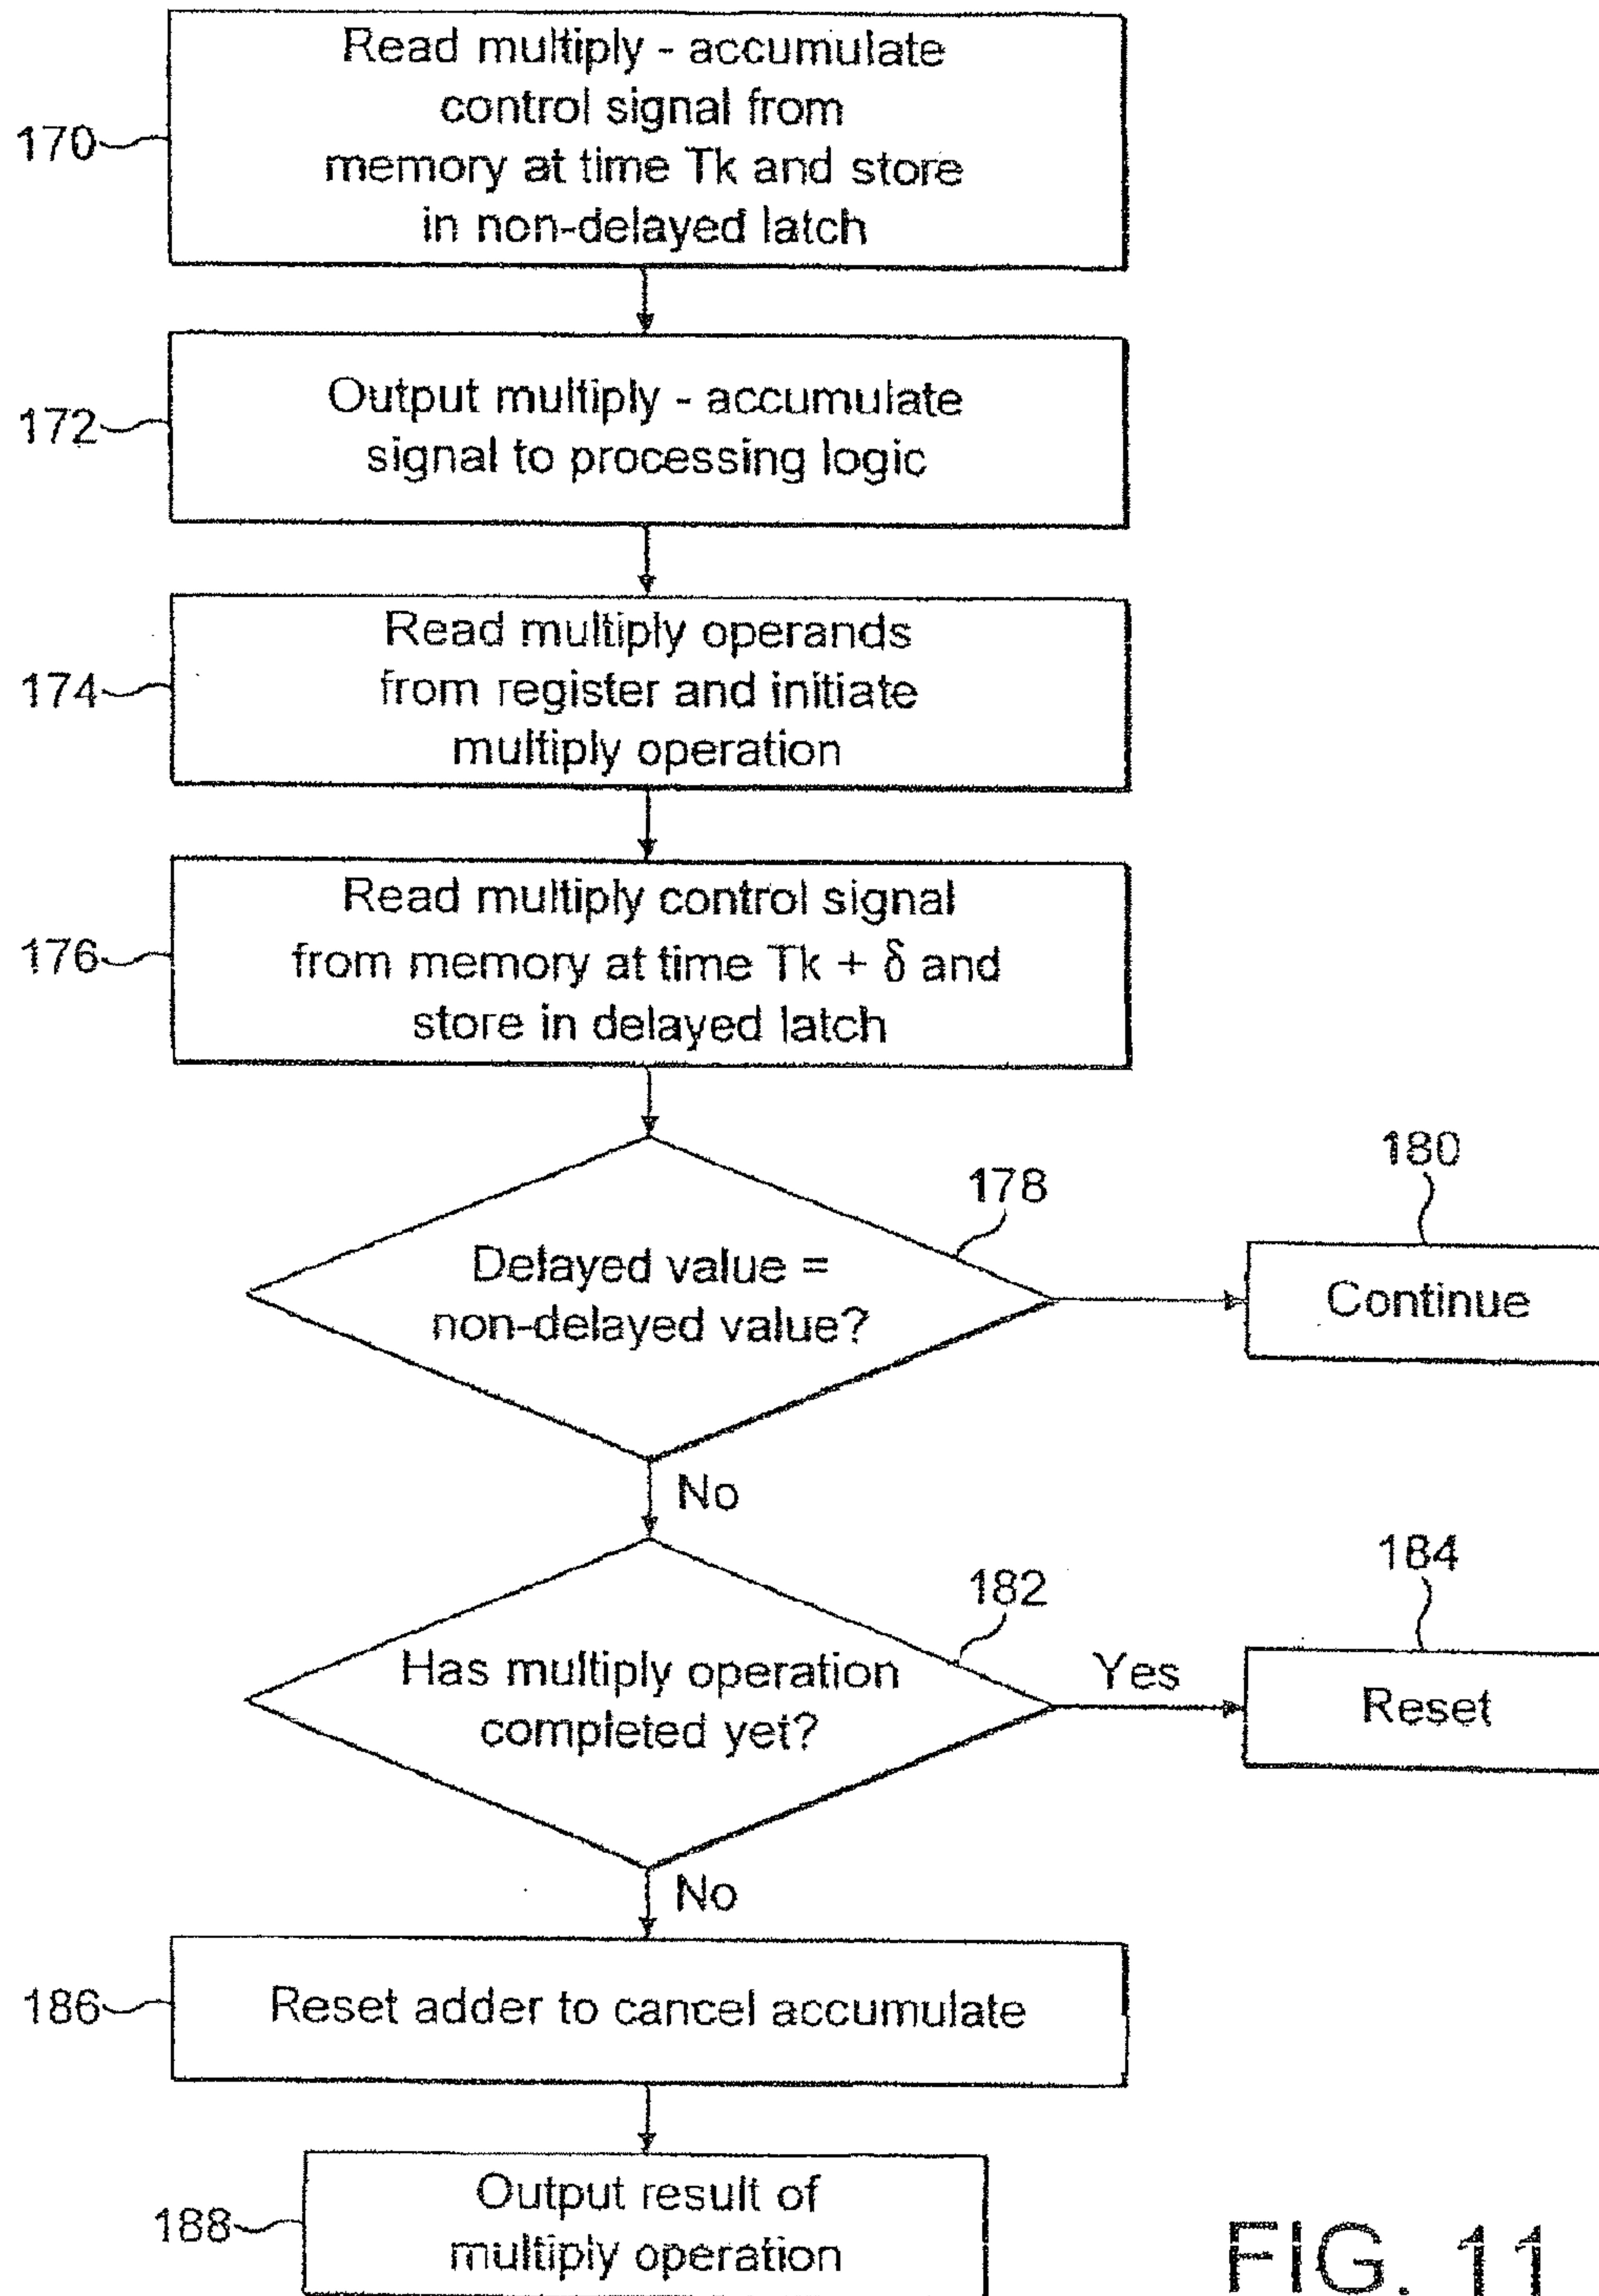 Read multiply - accumulate
control signal from
memory at time Tk and store
in non-delayed latch
170
Output multiply - accumulate
signal to processing logic
172
Read multiply operands
from register and initiate
multiply operation
174
Read multiply control signal
from memory at time Tk + δ and
store in delayed latch
176
Delayed value =
non-delayed value?
178
180
Continue
No
Has multiply operation
completed yet?
182
Yes
184
Reset
No
186
Reset adder to cancel accumulate
188
Output result of
multiply operation
FIG. 11